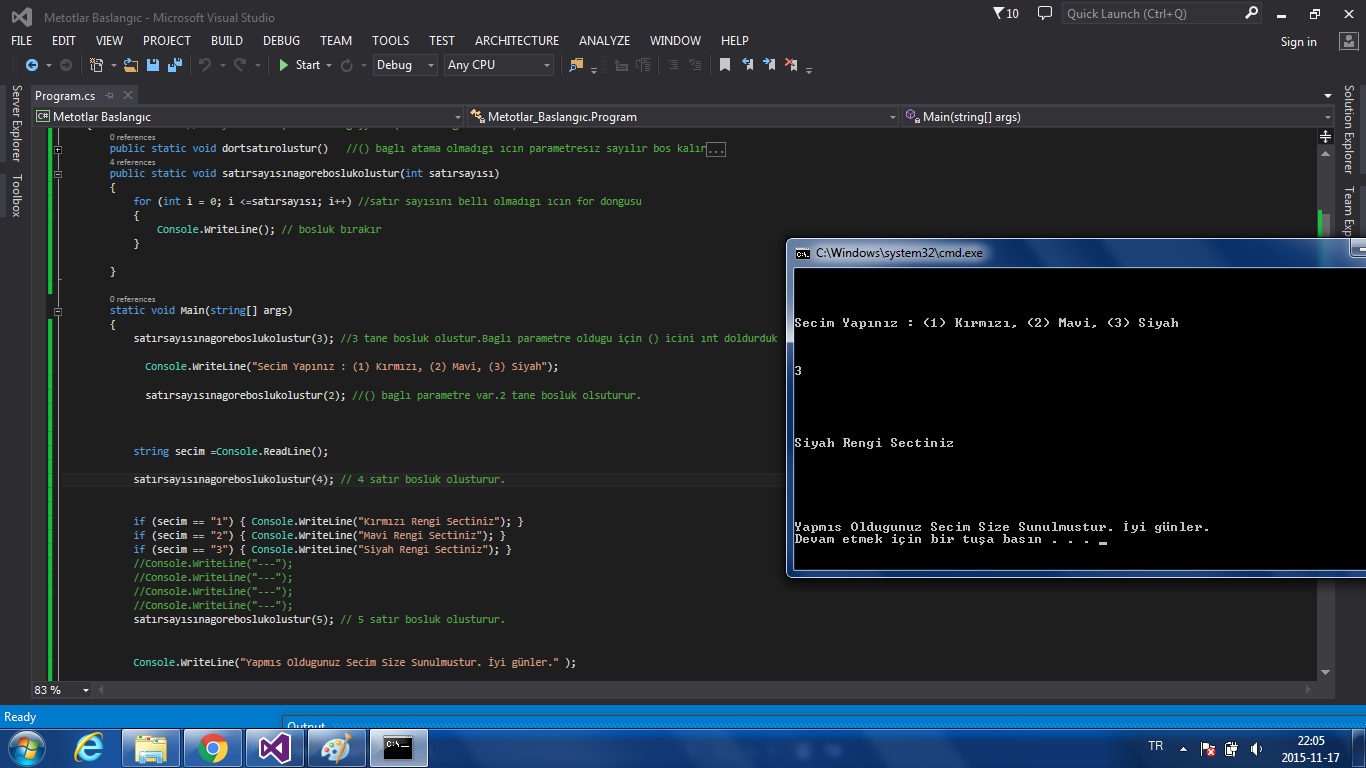 Metotlar Baslangıc - Microsoft Visual Studio
10
Quick Launch (Ctrl+Q)
FILE EDIT VIEW PROJECT BUILD DEBUG TEAM TOOLS TEST ARCHITECTURE ANALYZE WINDOW HELP
Sign in
Start Debug Any CPU
Server Explorer
Toolbox
Solution Explorer
Team Exp
Program.cs
C# Metotlar Baslangıc
Metotlar_Baslangıc.Program
Main(string[] args)
0 references
public static void dortsatırolustur() //() baglı atama olmadıgı ıcın parametresız sayılır bos kalır...
4 references
public static void satırsayısınagoreboslukolustur(int satırsayısı)
{
for (int i = 0; i <=satırsayısı; i++) //satır sayısını bellı olmadıgı ıcın for dongusu
{
Console.WriteLine(); // bosluk bırakır
}
}
0 references
static void Main(string[] args)
{
satırsayısınagoreboslukolustur(3); //3 tane bosluk olustur.Baglı parametre oldugu için () icini ınt doldurduk
Console.WriteLine("Secim Yapınız : (1) Kırmızı, (2) Mavi, (3) Siyah");
satırsayısınagoreboslukolustur(2); //() baglı parametre var.2 tane bosluk olsuturur.
string secim =Console.ReadLine();
satırsayısınagoreboslukolustur(4); // 4 satır bosluk olusturur.
if (secim == "1") { Console.WriteLine("Kırmızı Rengi Sectiniz"); }
if (secim == "2") { Console.WriteLine("Mavi Rengi Sectiniz"); }
if (secim == "3") { Console.WriteLine("Siyah Rengi Sectiniz"); }
//Console.WriteLine("---");
//Console.WriteLine("---");
//Console.WriteLine("---");
//Console.WriteLine("---");
satırsayısınagoreboslukolustur(5); // 5 satır bosluk olusturur.
Console.WriteLine("Yapmıs Oldugunuz Secim Size Sunulmustur. İyi günler." );
C:\Windows\system32\cmd.exe
Secim Yapınız : (1) Kırmızı, (2) Mavi, (3) Siyah
3
Siyah Rengi Sectiniz
Yapmıs Oldugunuz Secim Size Sunulmustur. İyi günler.
Devam etmek için bir tuşa basın . . .
83 %
Ready
Output
TR
22:05
2015-11-17